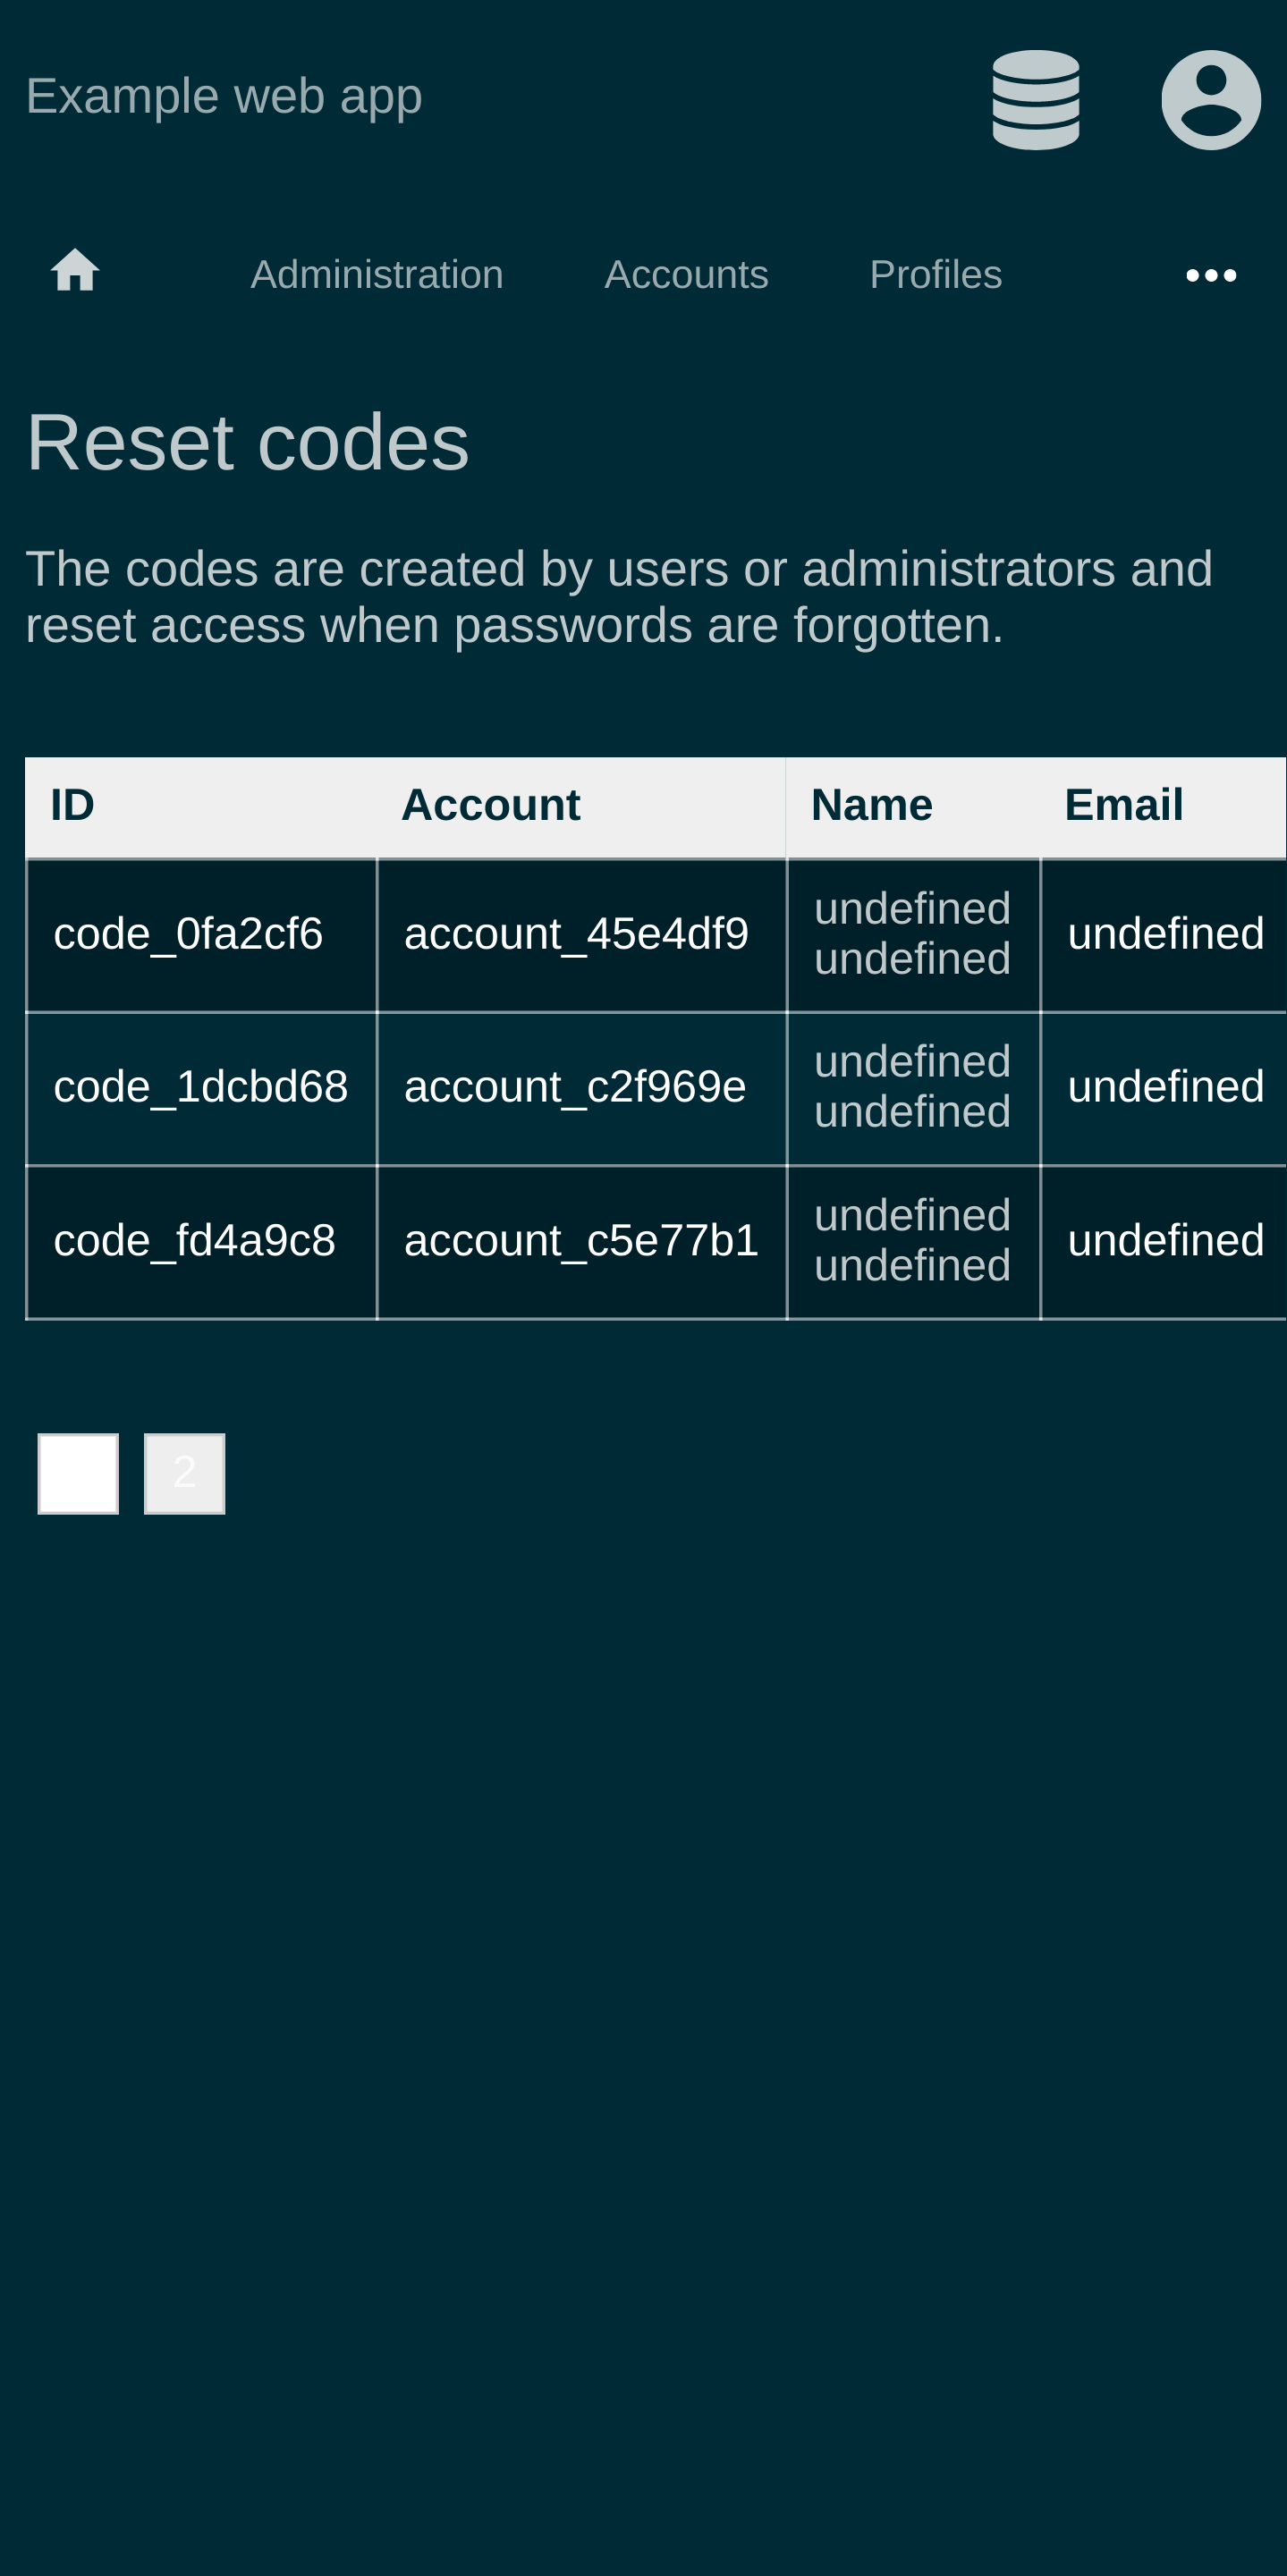 Example web app
Administration Accounts Profiles
Reset codes
The codes are created by users or administrators and
reset access when passwords are forgotten.
ID Account Name Email
code_0fa2cf6 account_45e4df9 undefined undefined undefined
code_1dcbd68 account_c2f969e undefined undefined undefined
code_fd4a9c8 account_c5e77b1 undefined undefined undefined
2